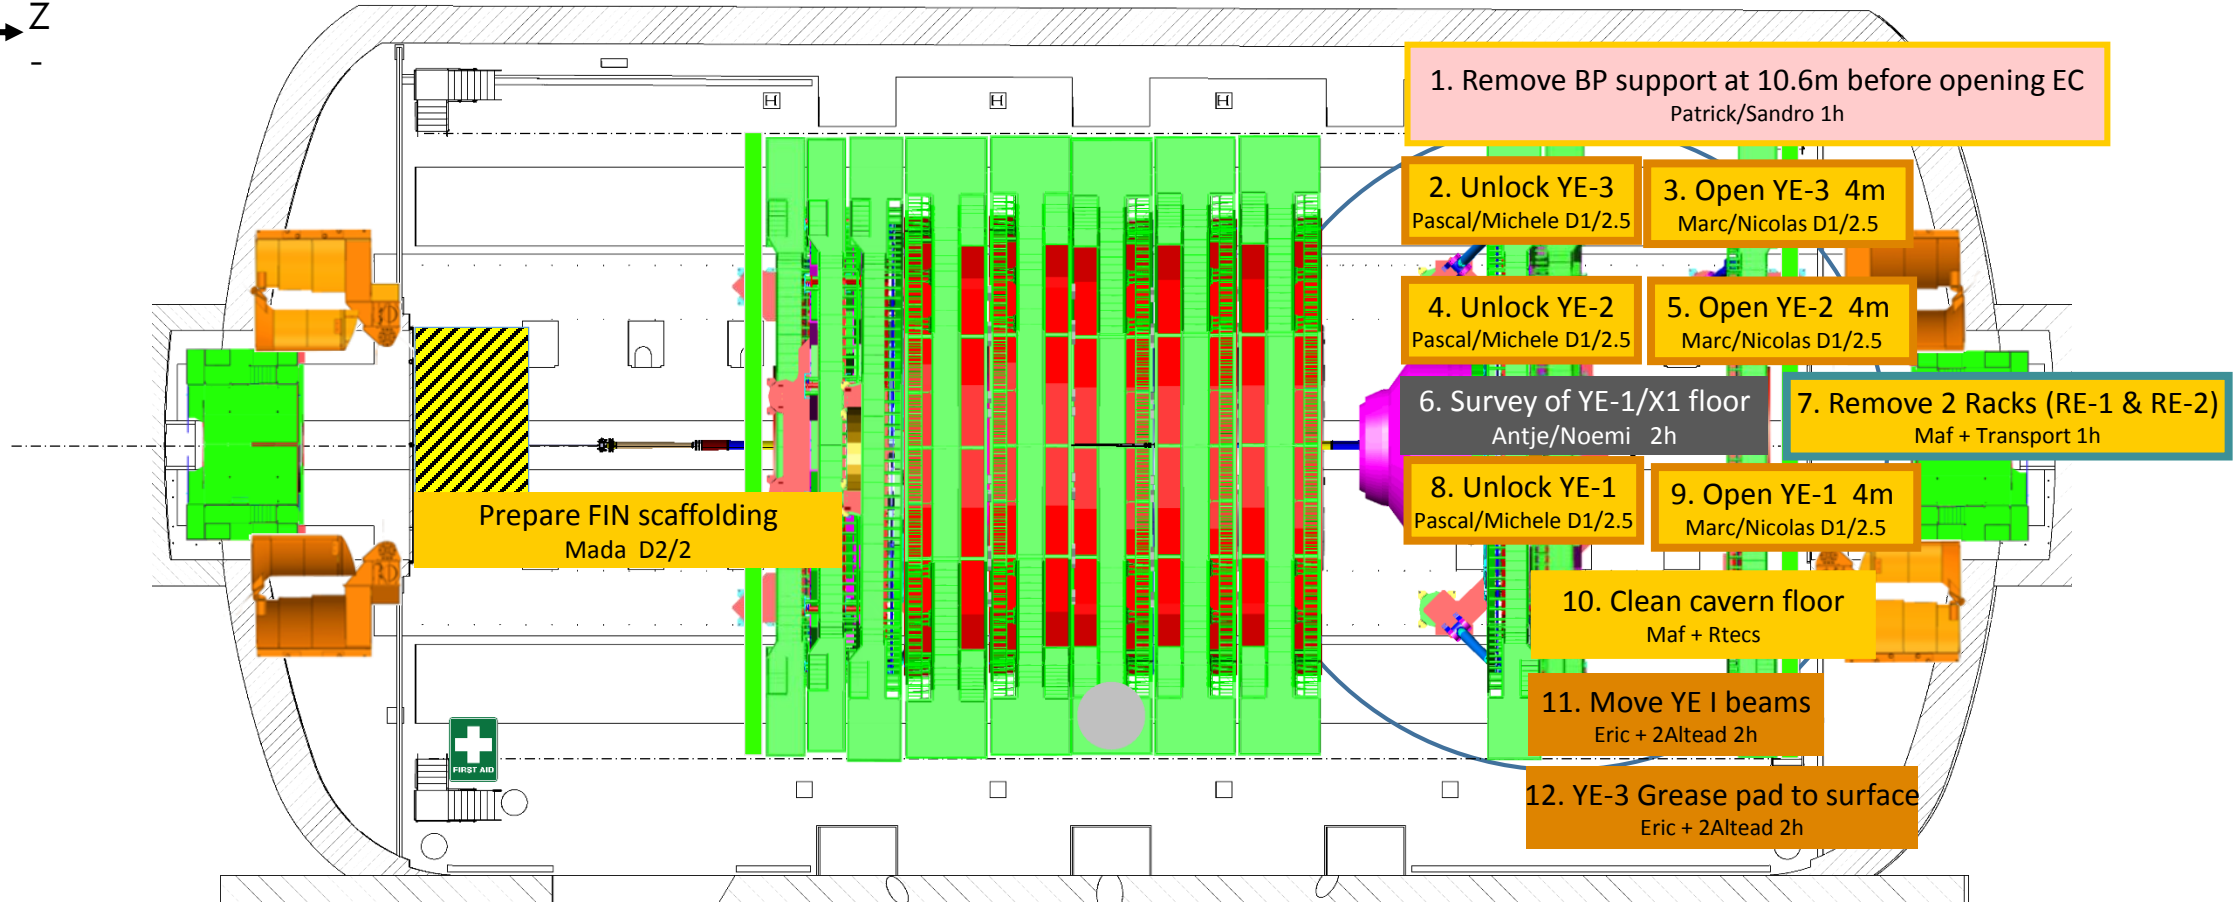 Z
-
1. Remove BP support at 10.6m before opening EC
Patrick/Sandro 1h
2. Unlock YE-3
Pascal/Michele D1/2.5
3. Open YE-3 4m
Marc/Nicolas D1/2.5
4. Unlock YE-2
Pascal/Michele D1/2.5
5. Open YE-2 4m
Marc/Nicolas D1/2.5
6. Survey of YE-1/X1 floor
Antje/Noemi 2h
7. Remove 2 Racks (RE-1 & RE-2)
Maf + Transport 1h
8. Unlock YE-1
Pascal/Michele D1/2.5
9. Open YE-1 4m
Marc/Nicolas D1/2.5
Prepare FIN scaffolding
Mada D2/2
10. Clean cavern floor
Maf + Rtecs
11. Move YE I beams
Eric + 2Altead 2h
12. YE-3 Grease pad to surface
Eric + 2Altead 2h
FIRST AID
H
H
H